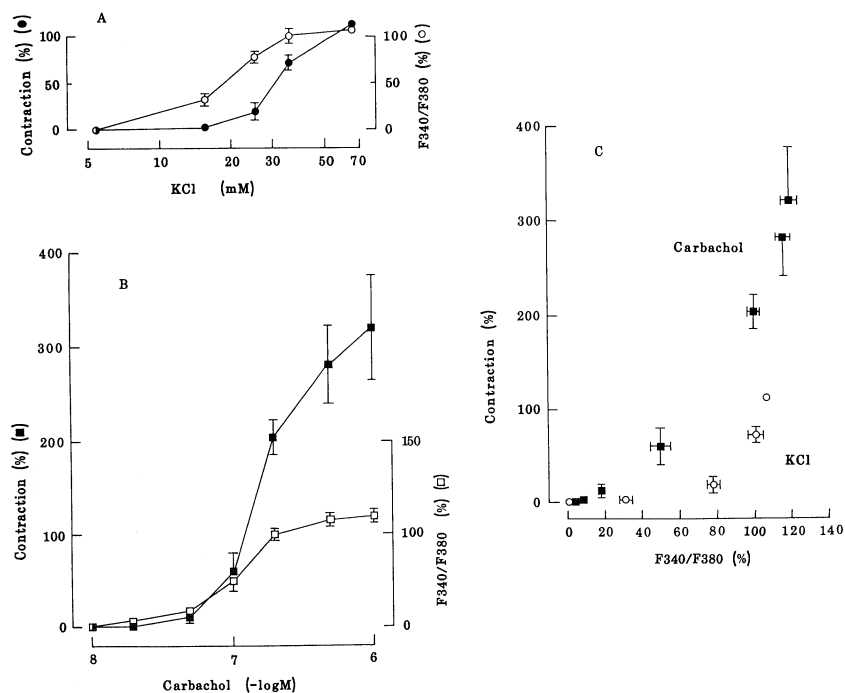 A
Contraction (%) (●)
100
50
0
100
50
0
F340/F380 (%) (○)
5 10 20 30 50 70
KCl (mM)
B
Contraction (%) (■)
400
300
200
100
0
150
100
0
F340/F380 (%) (□)
8 7 6
Carbachol (-logM)
C
Contraction (%)
400
300
200
100
0
Carbachol
KCl
0 20 40 60 80 100 120 140
F340/F380 (%)